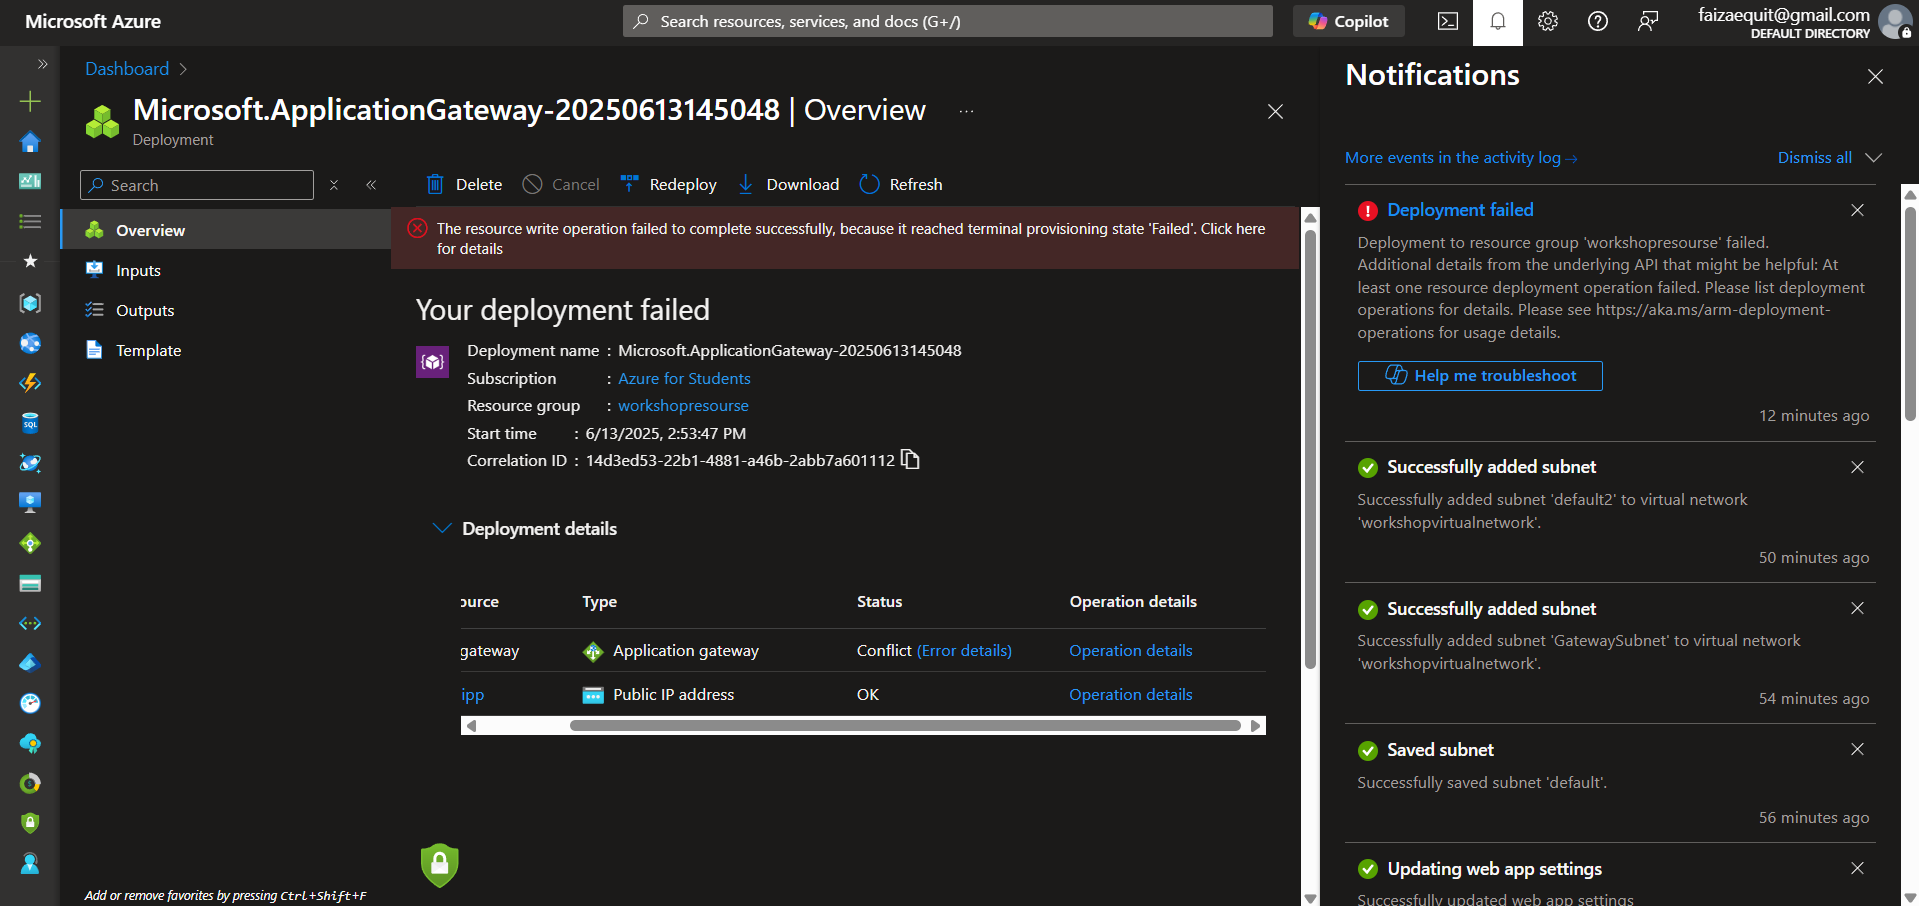 Microsoft Azure
Search resources, services, and docs (G+/)
Copilot
faizaequit@gmail.com
DEFAULT DIRECTORY
Dashboard
Microsoft.ApplicationGateway-20250613145048 | Overview
Deployment
Search
Overview
Inputs
Outputs
Template
Delete
Cancel
Redeploy
Download
Refresh
The resource write operation failed to complete successfully, because it reached terminal provisioning state 'Failed'. Click here
for details
Your deployment failed
Deployment name : Microsoft.ApplicationGateway-20250613145048
Subscription : Azure for Students
Resource group : workshopresourse
Start time : 6/13/2025, 2:53:47 PM
Correlation ID : 14d3ed53-22b1-4881-a46b-2abb7a601112
Deployment details
ource Type Status Operation details
gateway Application gateway Conflict (Error details) Operation details
ipp Public IP address OK Operation details
Add or remove favorites by pressing Ctrl+Shift+F
Notifications
More events in the activity log →
Dismiss all
Deployment failed
Deployment to resource group 'workshopresourse' failed.
Additional details from the underlying API that might be helpful: At
least one resource deployment operation failed. Please list deployment
operations for details. Please see https://aka.ms/arm-deployment-
operations for usage details.
Help me troubleshoot
12 minutes ago
Successfully added subnet
Successfully added subnet 'default2' to virtual network
'workshopvirtualnetwork'.
50 minutes ago
Successfully added subnet
Successfully added subnet 'GatewaySubnet' to virtual network
'workshopvirtualnetwork'.
54 minutes ago
Saved subnet
Successfully saved subnet 'default'.
56 minutes ago
Updating web app settings
Successfully updated web app settings